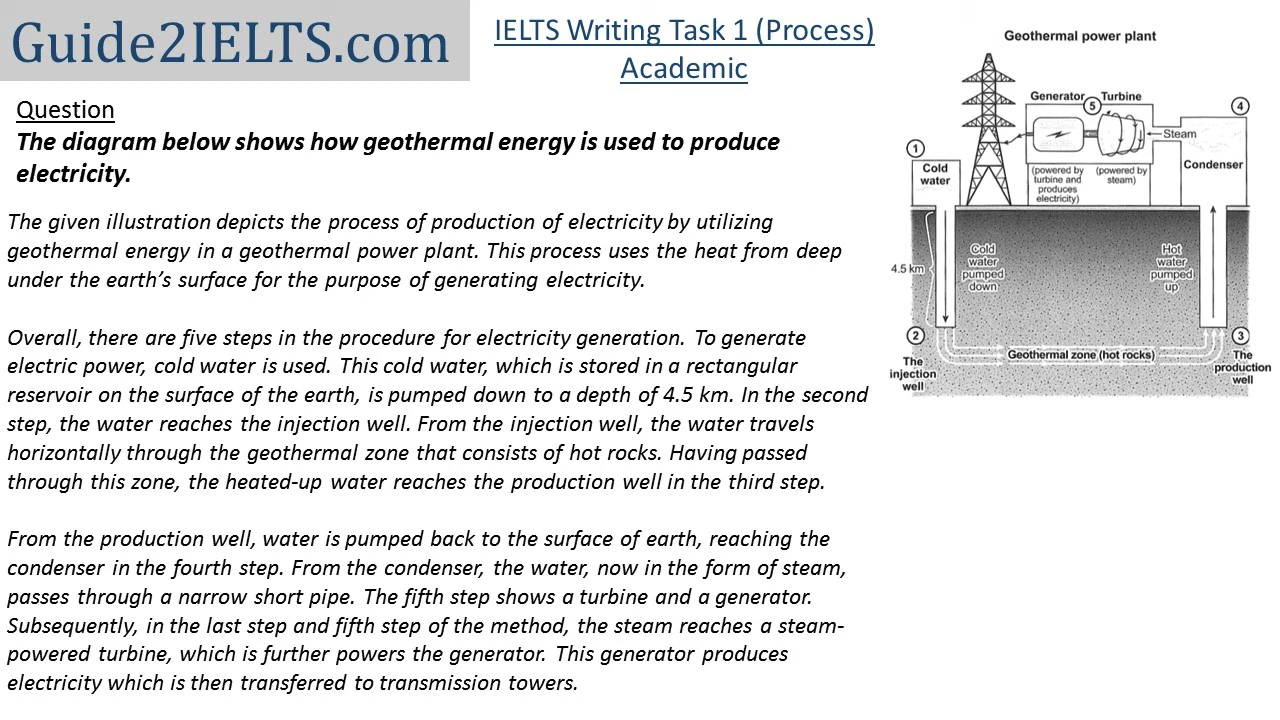 Guide2IELTS.com
IELTS Writing Task 1 (Process)
Academic
Question
The diagram below shows how geothermal energy is used to produce
electricity.
The given illustration depicts the process of production of electricity by utilizing
geothermal energy in a geothermal power plant. This process uses the heat from deep
under the earth's surface for the purpose of generating electricity.
Overall, there are five steps in the procedure for electricity generation. To generate
electric power, cold water is used. This cold water, which is stored in a rectangular
reservoir on the surface of the earth, is pumped down to a depth of 4.5 km. In the second
step, the water reaches the injection well. From the injection well, the water travels
horizontally through the geothermal zone that consists of hot rocks. Having passed
through this zone, the heated-up water reaches the production well in the third step.
From the production well, water is pumped back to the surface of earth, reaching the
condenser in the fourth step. From the condenser, the water, now in the form of steam,
passes through a narrow short pipe. The fifth step shows a turbine and a generator.
Subsequently, in the last step and fifth step of the method, the steam reaches a steam-
powered turbine, which is further powers the generator. This generator produces
electricity which is then transferred to transmission towers.
Geothermal power plant
Generator 5 Turbine
4
Steam
1
Cold
water
Condenser
(powered by
turbine and
produces
electricity)
(powered by
steam)
Cold
water
pumped
down
Hot
water
pumped
up
4.5 km
2
The
injection
well
Geothermal zone (hot rocks)
3
The
production
well